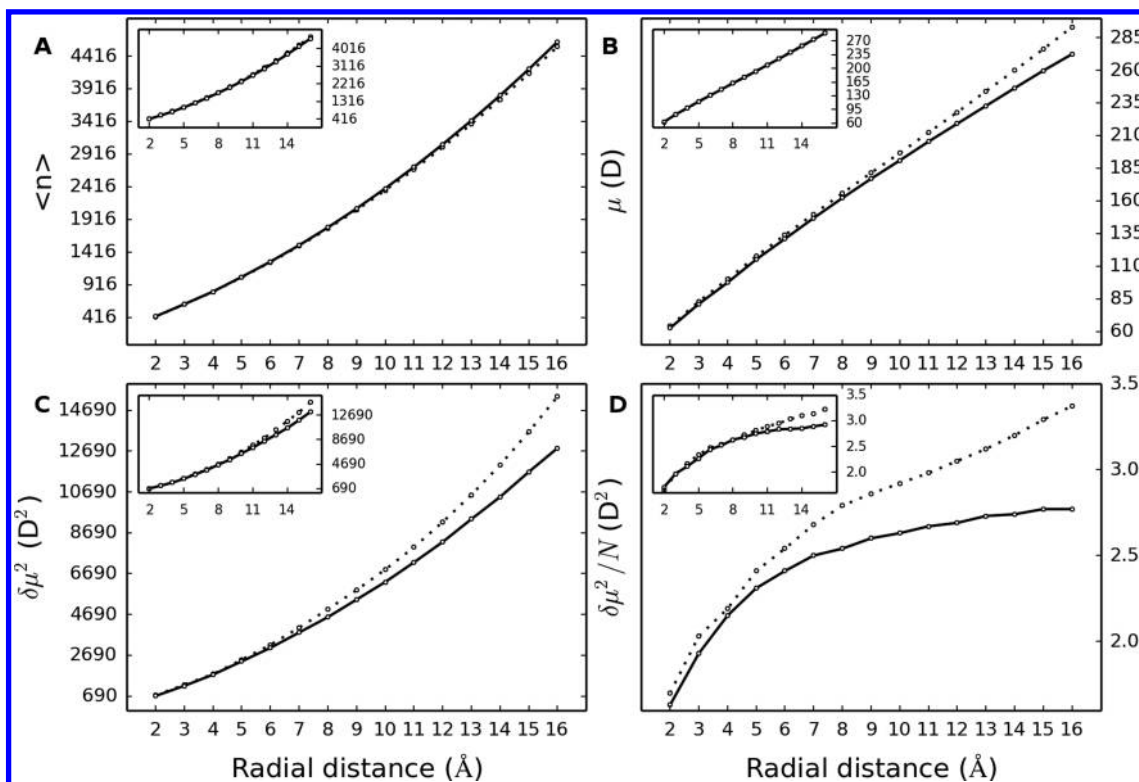 A
<n>
4416
3916
3416
2916
2416
1916
1416
916
416
4016
3116
2216
1316
416
2 5 8 11 14
2 3 4 5 6 7 8 9 10 11 12 13 14 15 16
B
μ (D)
270
235
200
165
130
95
60
2 5 8 11 14
285
260
235
210
185
160
135
110
85
60
2 3 4 5 6 7 8 9 10 11 12 13 14 15 16
C
δμ² (D²)
14690
12690
10690
8690
6690
4690
2690
690
12690
8690
4690
690
2 5 8 11 14
2 3 4 5 6 7 8 9 10 11 12 13 14 15 16
Radial distance (Å)
D
δμ²/N (D²)
3.5
3.0
2.5
2.0
2 5 8 11 14
3.5
3.0
2.5
2.0
2 3 4 5 6 7 8 9 10 11 12 13 14 15 16
Radial distance (Å)